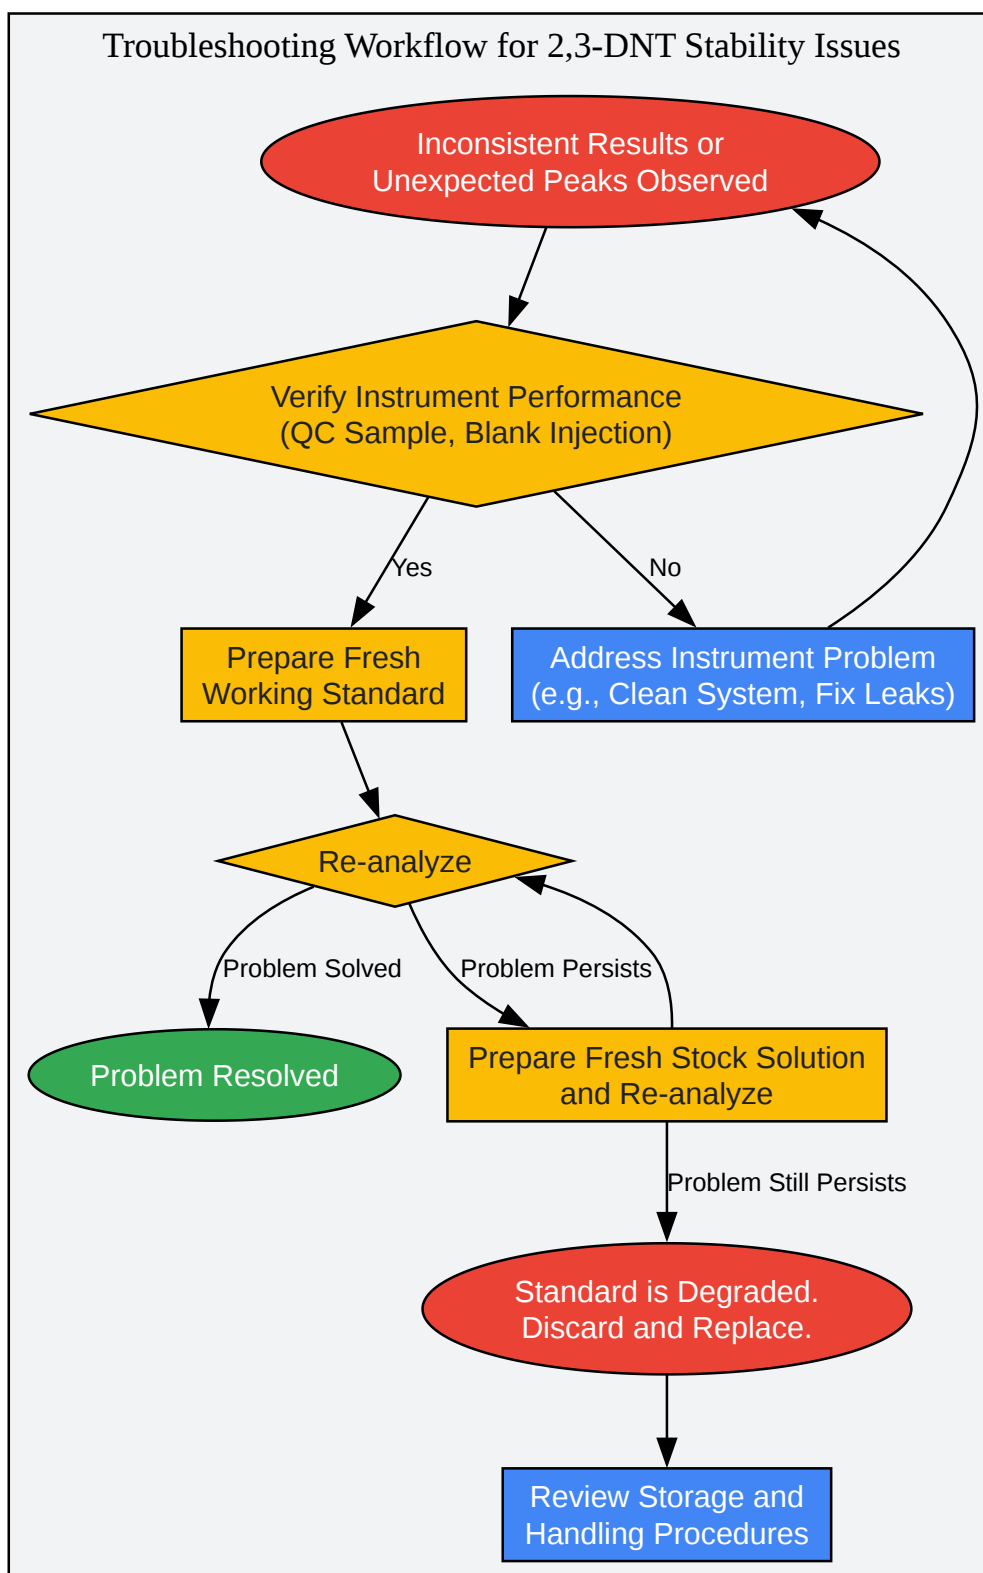 Troubleshooting Workflow for 2,3-DNT Stability Issues
Inconsistent Results or
Unexpected Peaks Observed
Verify Instrument Performance
(QC Sample, Blank Injection)
Yes
No
Prepare Fresh
Working Standard
Address Instrument Problem
(e.g., Clean System, Fix Leaks)
Re-analyze
Problem Solved
Problem Persists
Problem Resolved
Prepare Fresh Stock Solution
and Re-analyze
Problem Still Persists
Standard is Degraded.
Discard and Replace.
Review Storage and
Handling Procedures